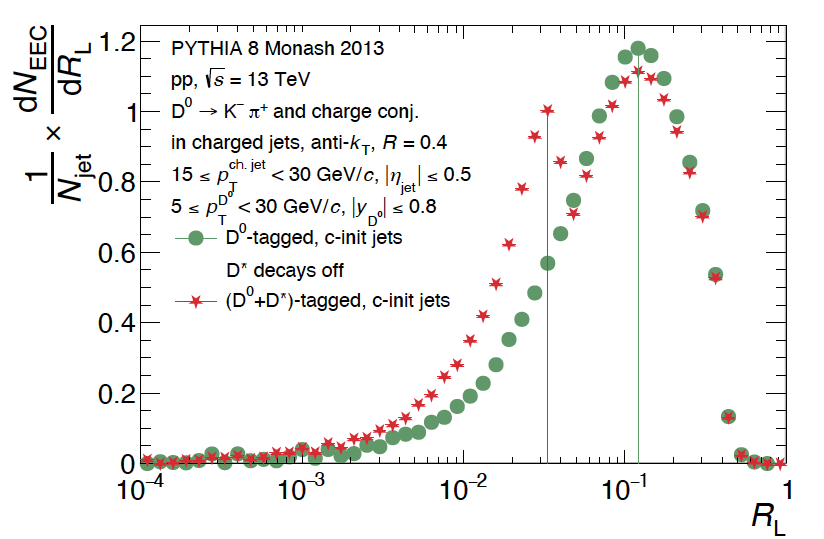 1.2
1
0.8
0.6
0.4
0.2
0
1/N_jet × dN_EEC/dR_L
PYTHIA 8 Monash 2013
pp, √s = 13 TeV
D⁰ → K⁻ π⁺ and charge conj.
in charged jets, anti-k_T, R = 0.4
15 ≤ p_T^ch. jet < 30 GeV/c, |η_jet| ≤ 0.5
5 ≤ p_T^D⁰ < 30 GeV/c, |y_D⁰| ≤ 0.8
D⁰-tagged, c-init jets
D* decays off
(D⁰+D*)-tagged, c-init jets
10⁻⁴ 10⁻³ 10⁻² 10⁻¹ 1
R_L